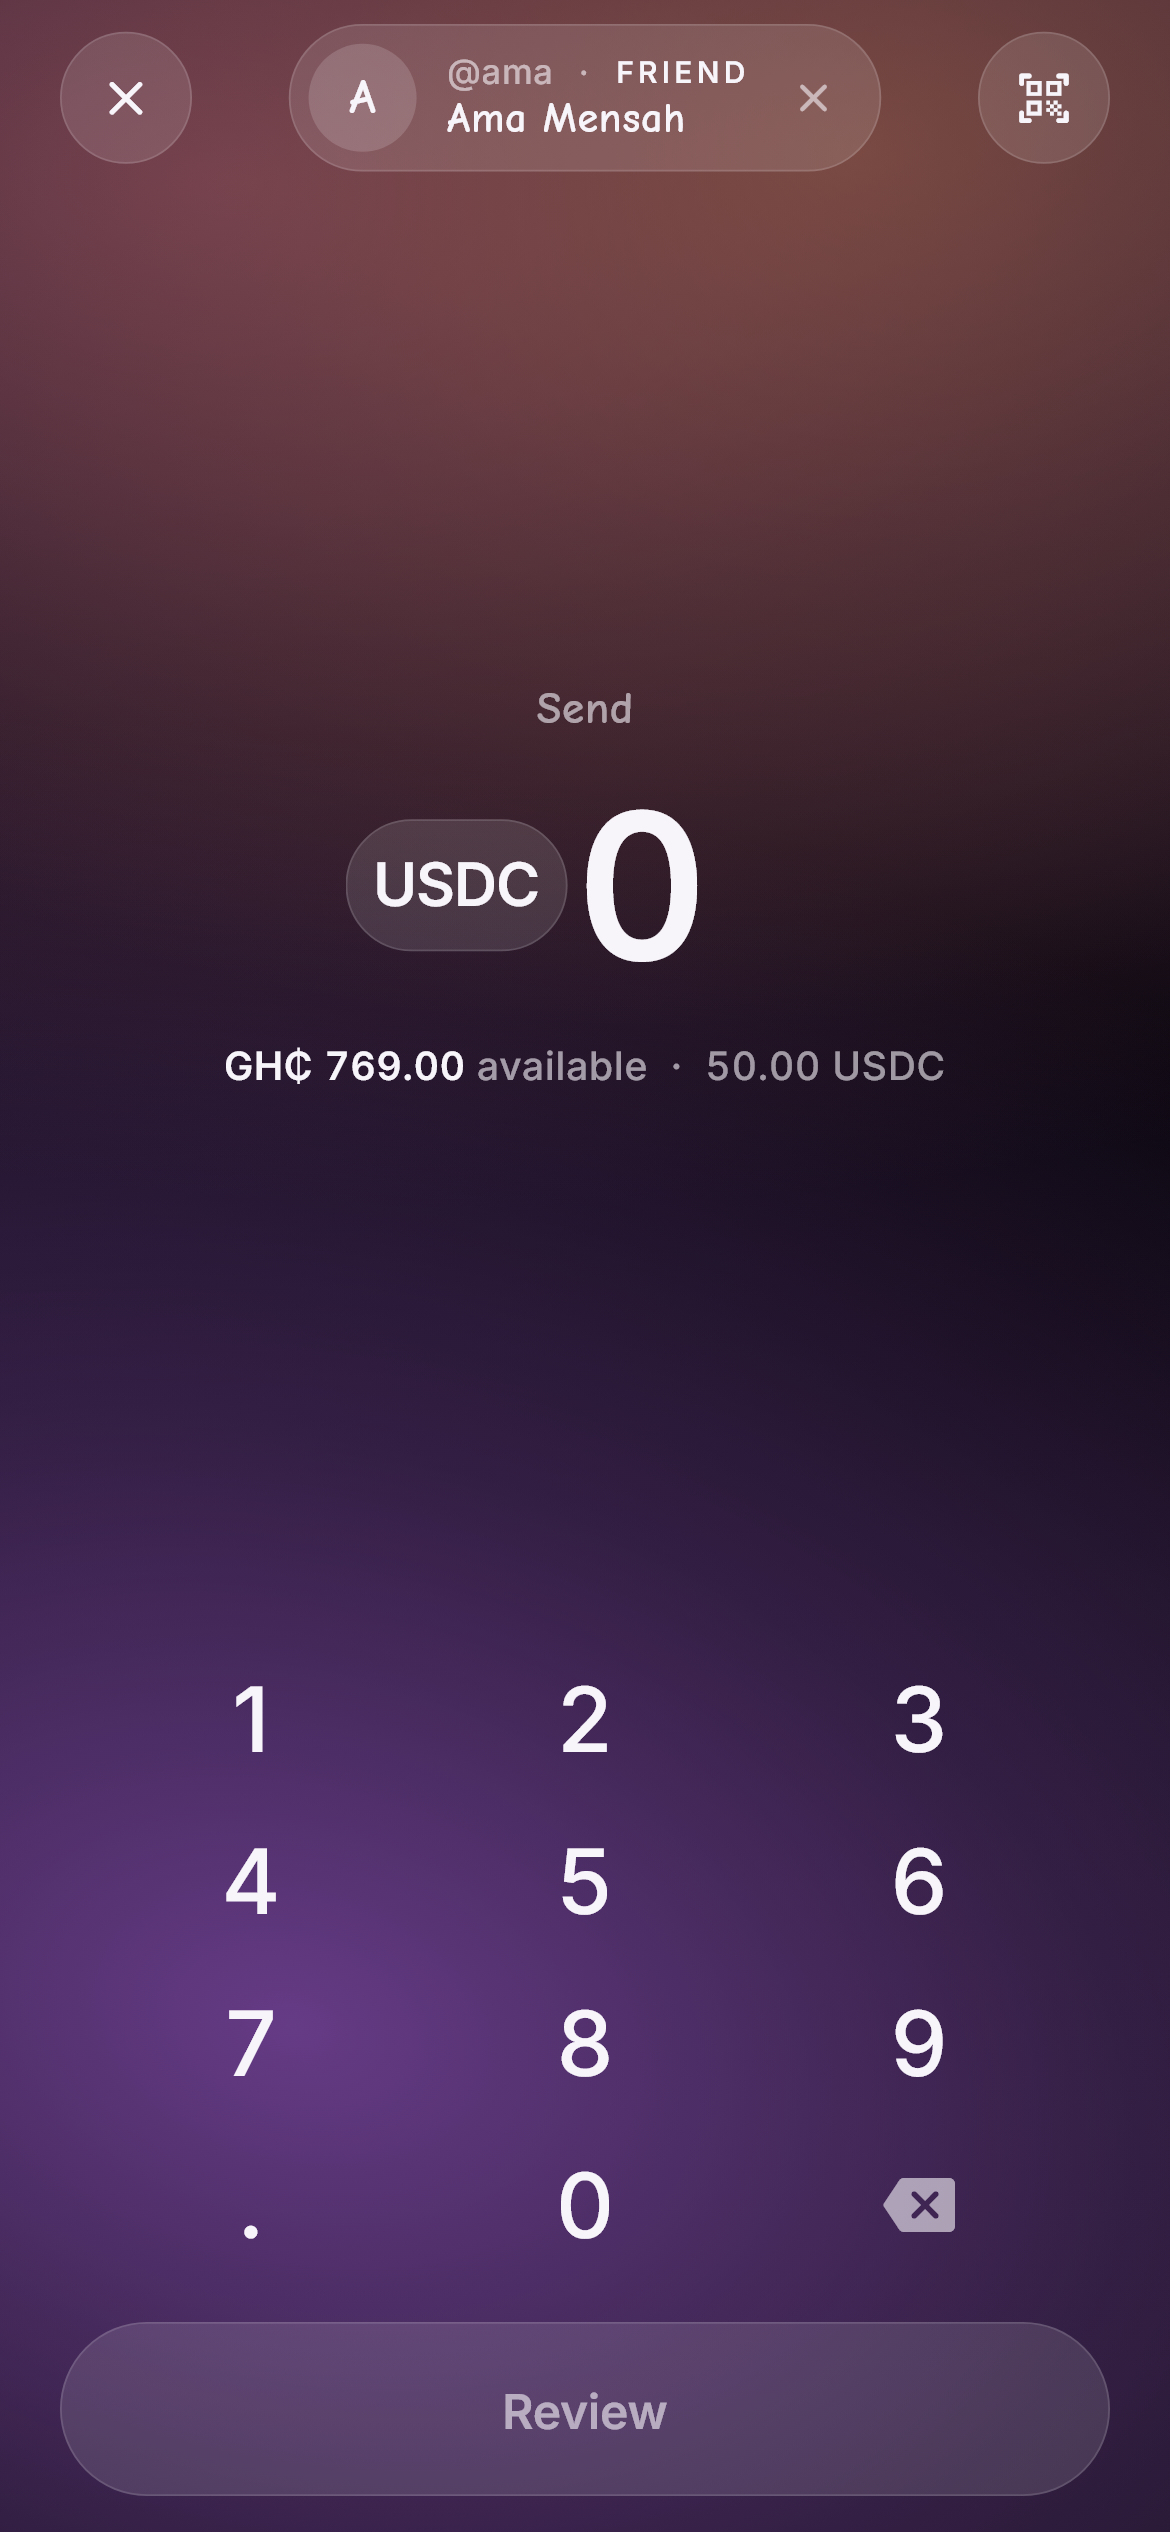 A
@ama · FRIEND
Ama Mensah
Send
USDC 0
GH₵ 769.00 available · 50.00 USDC
1 2 3
4 5 6
7 8 9
. 0
Review